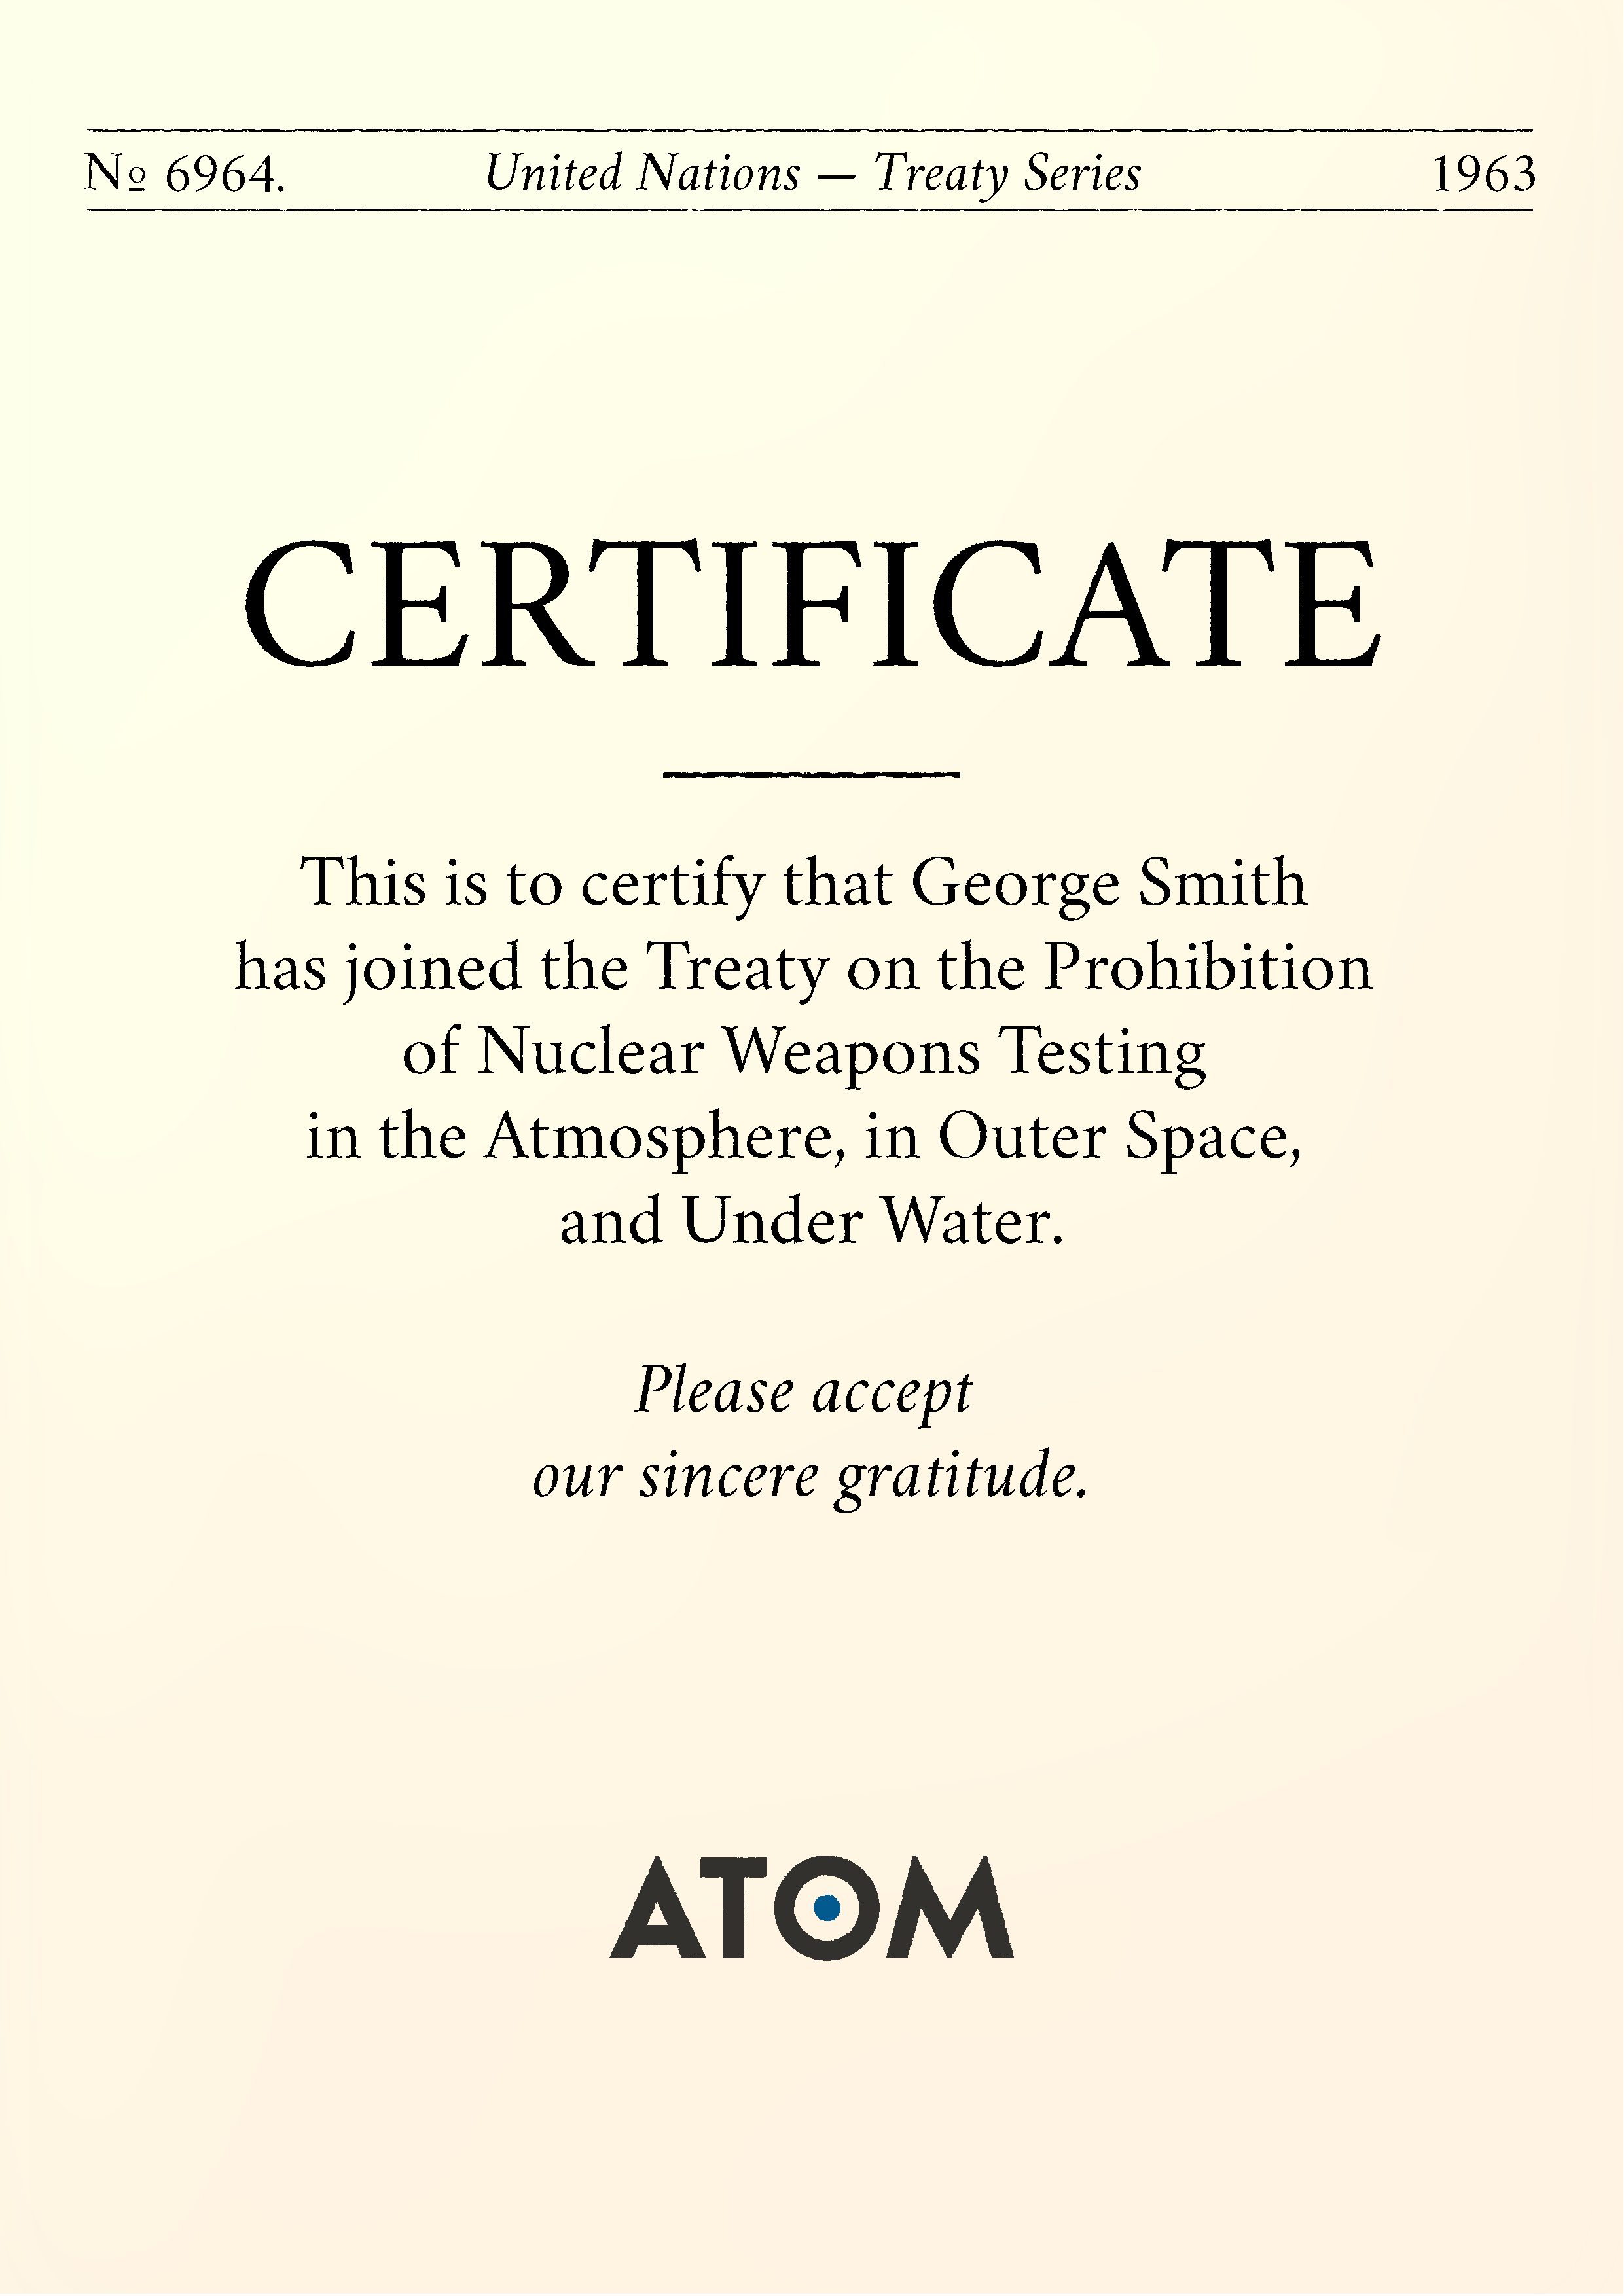 № 6964. United Nations — Treaty Series 1963
CERTIFICATE
This is to certify that George Smith
has joined the Treaty on the Prohibition
of Nuclear Weapons Testing
in the Atmosphere, in Outer Space,
and Under Water.
Please accept
our sincere gratitude.
ATOM